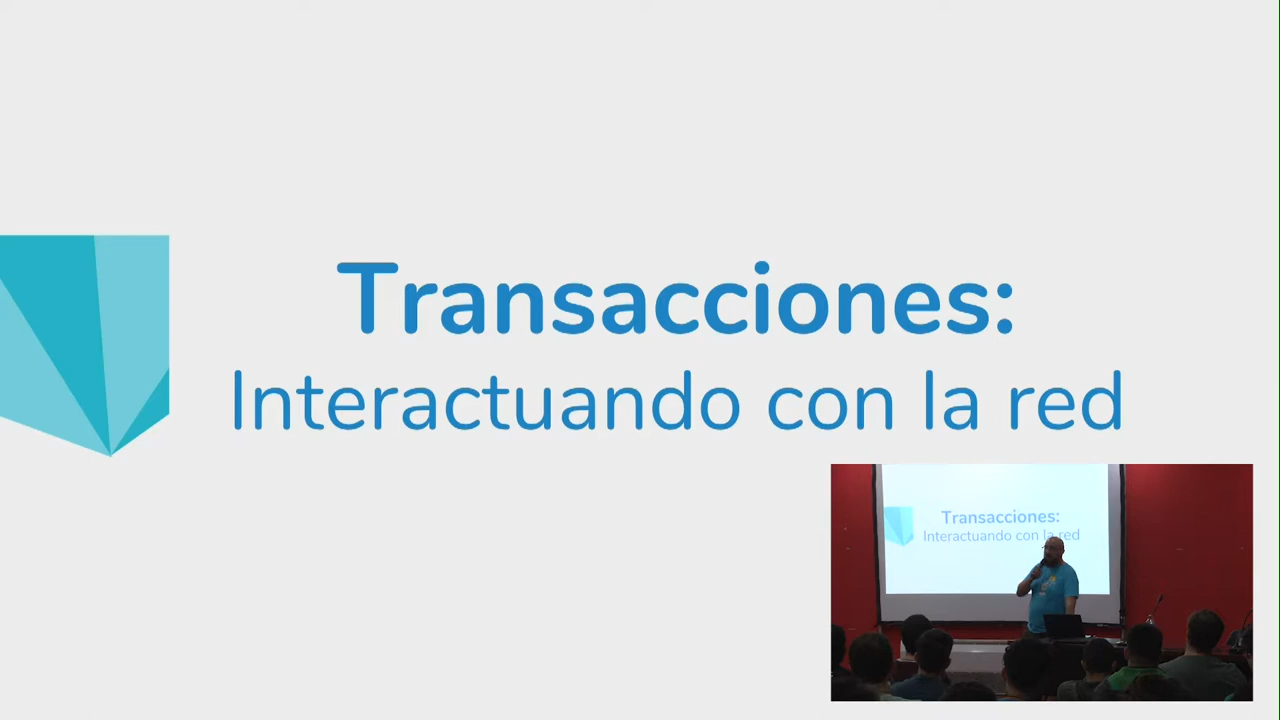 Transacciones:
Interactuando con la red
Transacciones:
Interactuando con la red